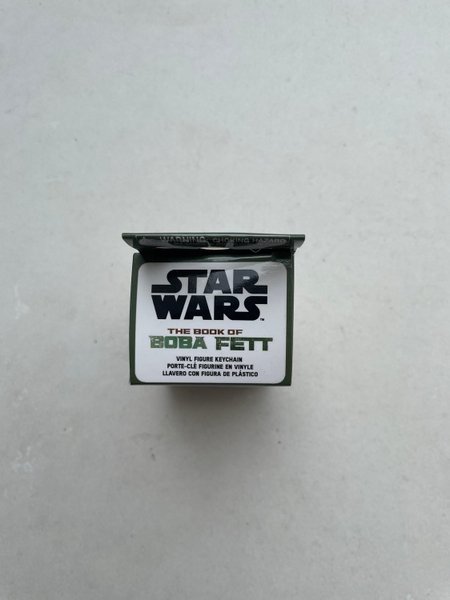 WARNING CHOKING HAZARD
STAR
WARS™
THE BOOK OF
BOBA FETT
VINYL FIGURE KEYCHAIN
PORTE-CLÉ FIGURINE EN VINYLE
LLAVERO CON FIGURA DE PLÁSTICO